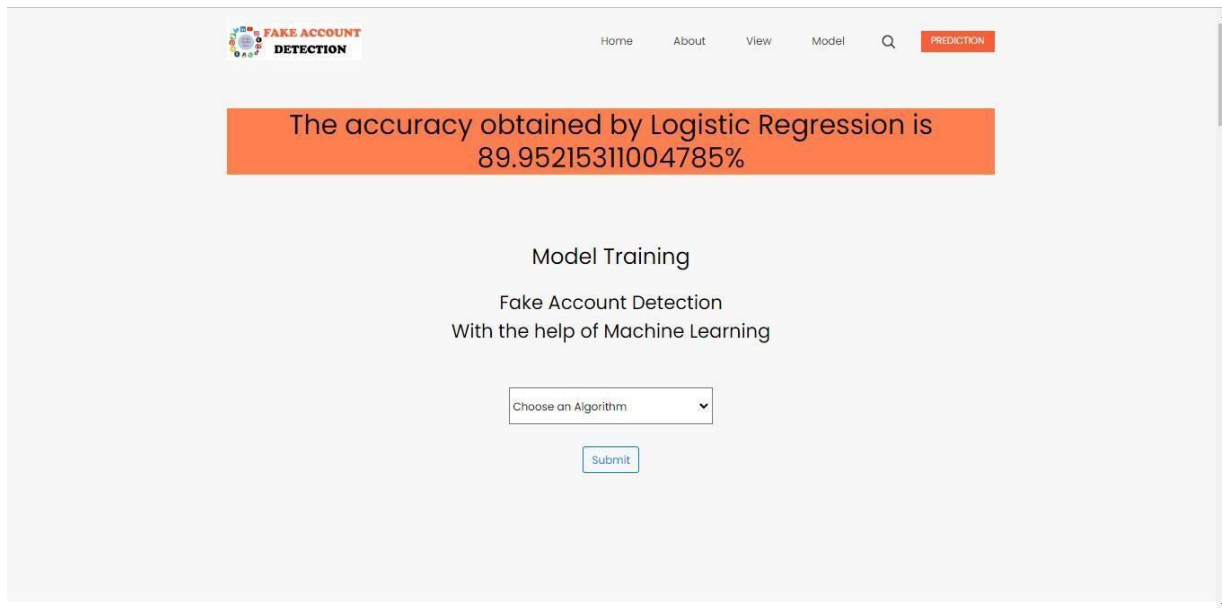 FAKE ACCOUNT
DETECTION
Home About View Model PREDICTION
The accuracy obtained by Logistic Regression is
89.95215311004785%
Model Training
Fake Account Detection
With the help of Machine Learning
Choose an Algorithm
Submit